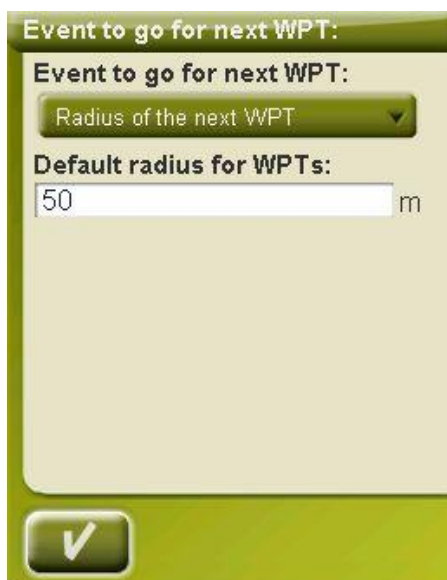 Event to go for next WPT:
Event to go for next WPT:
Radius of the next WPT
Default radius for WPTs:
50 m